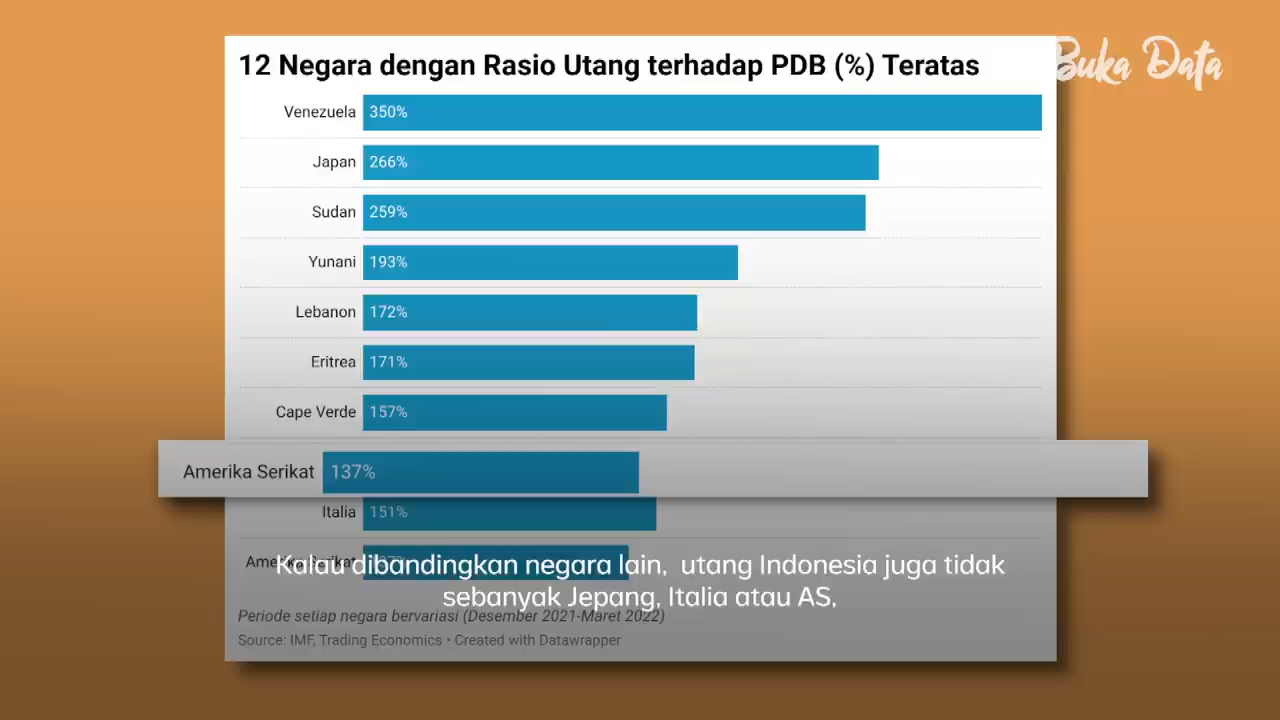 12 Negara dengan Rasio Utang terhadap PDB (%) Teratas
Buka Data
Venezuela 350%
Japan 266%
Sudan 259%
Yunani 193%
Lebanon 172%
Eritrea 171%
Cape Verde 157%
Amerika Serikat 137%
Italia 151%
Amerika Serikat 137%
Kalau dibandingkan negara lain, utang Indonesia juga tidak
sebanyak Jepang, Italia atau AS,
Periode setiap negara bervariasi (Desember 2021-Maret 2022)
Source: IMF, Trading Economics • Created with Datawrapper